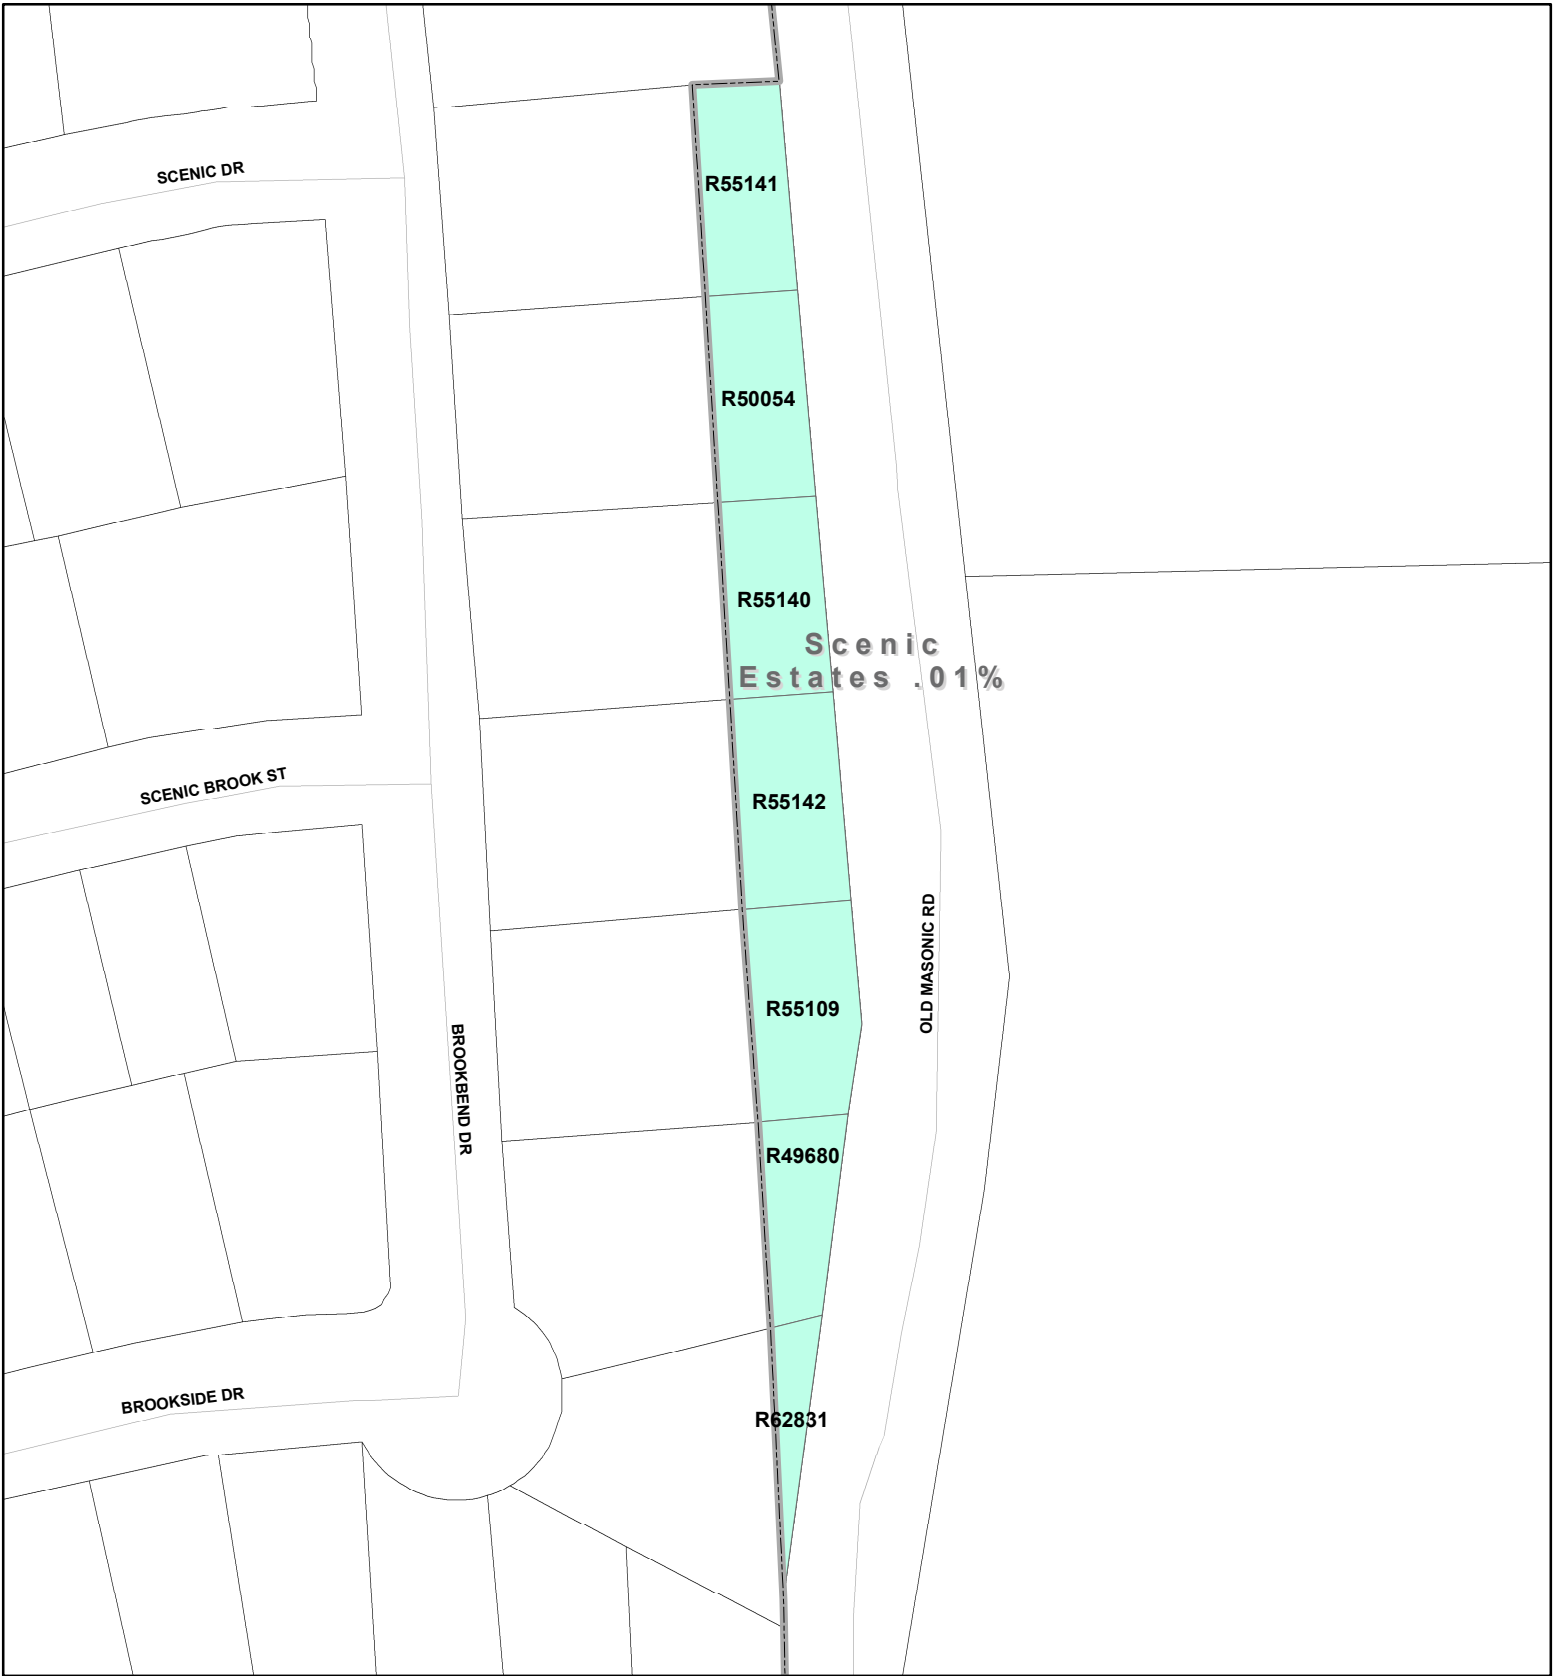 SCENIC DR
R55141
R50054
R55140
Scenic
Estates .01%
SCENIC BROOK ST
R55142
OLD MASONIC RD
R55109
BROOKBEND DR
R49680
BROOKSIDE DR
R62831